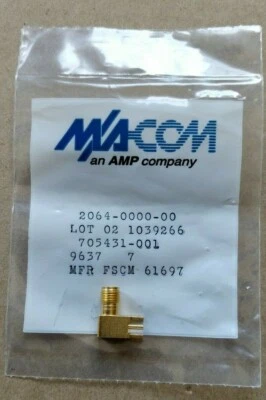 M/A-COM
an AMP company
2064-0000-00
LOT 02 1039266
705431-001
9637 7
MFR FSCM 61697